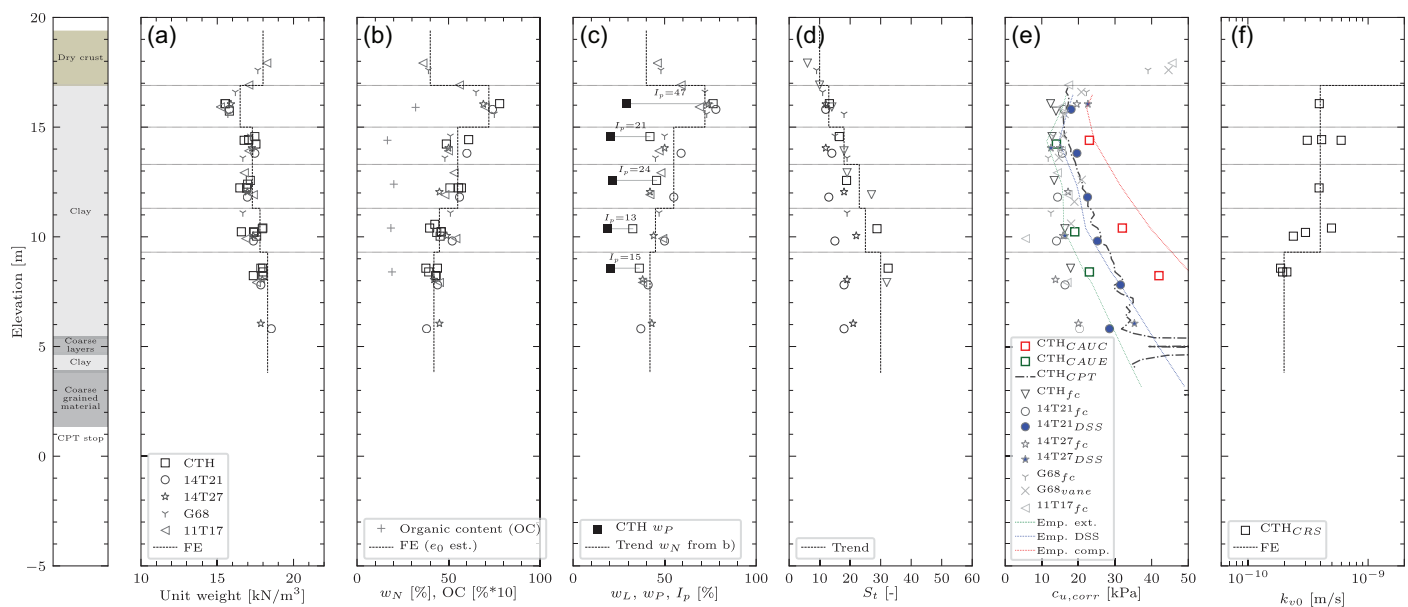 (a)
(b)
(c)
(d)
(e)
(f)
Elevation [m]
20
15
10
5
0
−5
Dry crust
Clay
Coarse
layers
Clay
Coarse
grained
material
CPT stop
CTH
14T21
14T27
G68
11T17
FE
10
15
20
Unit weight [kN/m³]
Organic content (OC)
FE (e₀ est.)
0
50
100
w_N [%], OC [%*10]
I_p=47
I_p=21
I_p=24
I_p=13
I_p=15
CTH w_P
Trend w_N from b)
0
50
100
w_L, w_P, I_p [%]
Trend
0
20
40
60
S_t [-]
CTH_CAUC
CTH_CAUE
CTH_CPT
CTH_fc
14T21_fc
14T21_DSS
14T27_fc
14T27_DSS
G68_fc
G68_vane
11T17_fc
Emp. ext.
Emp. DSS
Emp. comp.
0
10
20
30
40
50
c_u,corr [kPa]
CTH_CRS
FE
10⁻¹⁰
10⁻⁹
k_v0 [m/s]